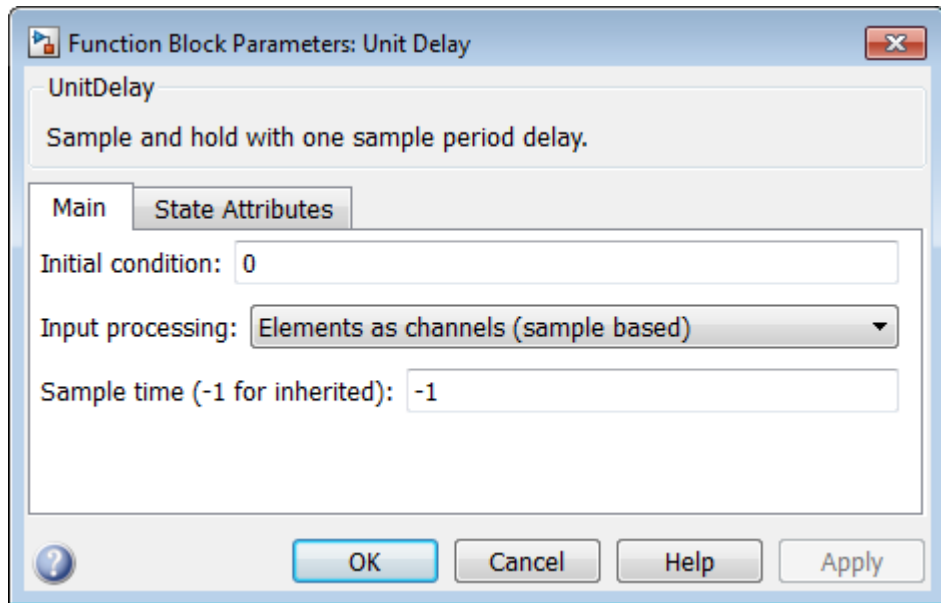 Function Block Parameters: Unit Delay
UnitDelay
Sample and hold with one sample period delay.
Main State Attributes
Initial condition: 0
Input processing: Elements as channels (sample based)
Sample time (-1 for inherited): -1
? OK Cancel Help Apply